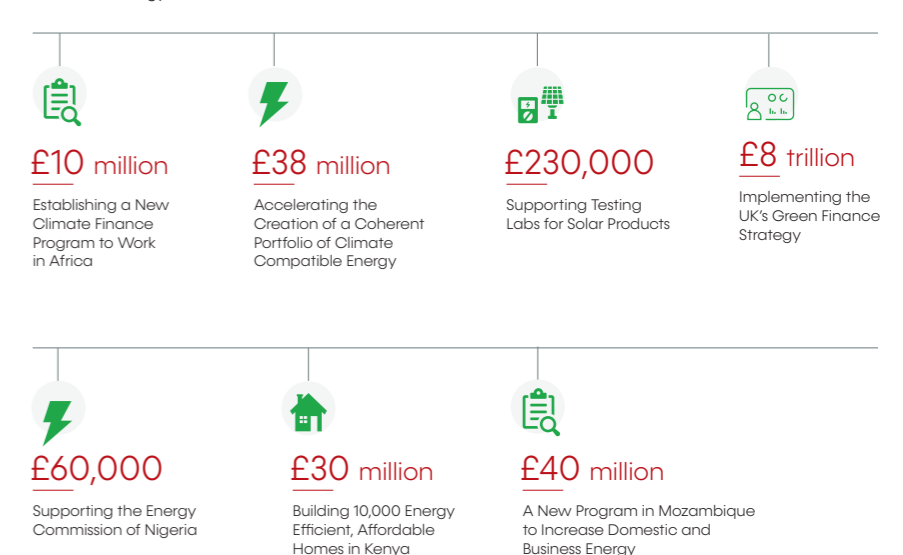 £10 million
Establishing a New
Climate Finance
Program to Work
in Africa
£38 million
Accelerating the
Creation of a Coherent
Portfolio of Climate
Compatible Energy
£230,000
Supporting Testing
Labs for Solar Products
£8 trillion
Implementing the
UK's Green Finance
Strategy
£60,000
Supporting the Energy
Commission of Nigeria
£30 million
Building 10,000 Energy
Efficient, Affordable
Homes in Kenya
£40 million
A New Program in Mozambique
to Increase Domestic and
Business Energy